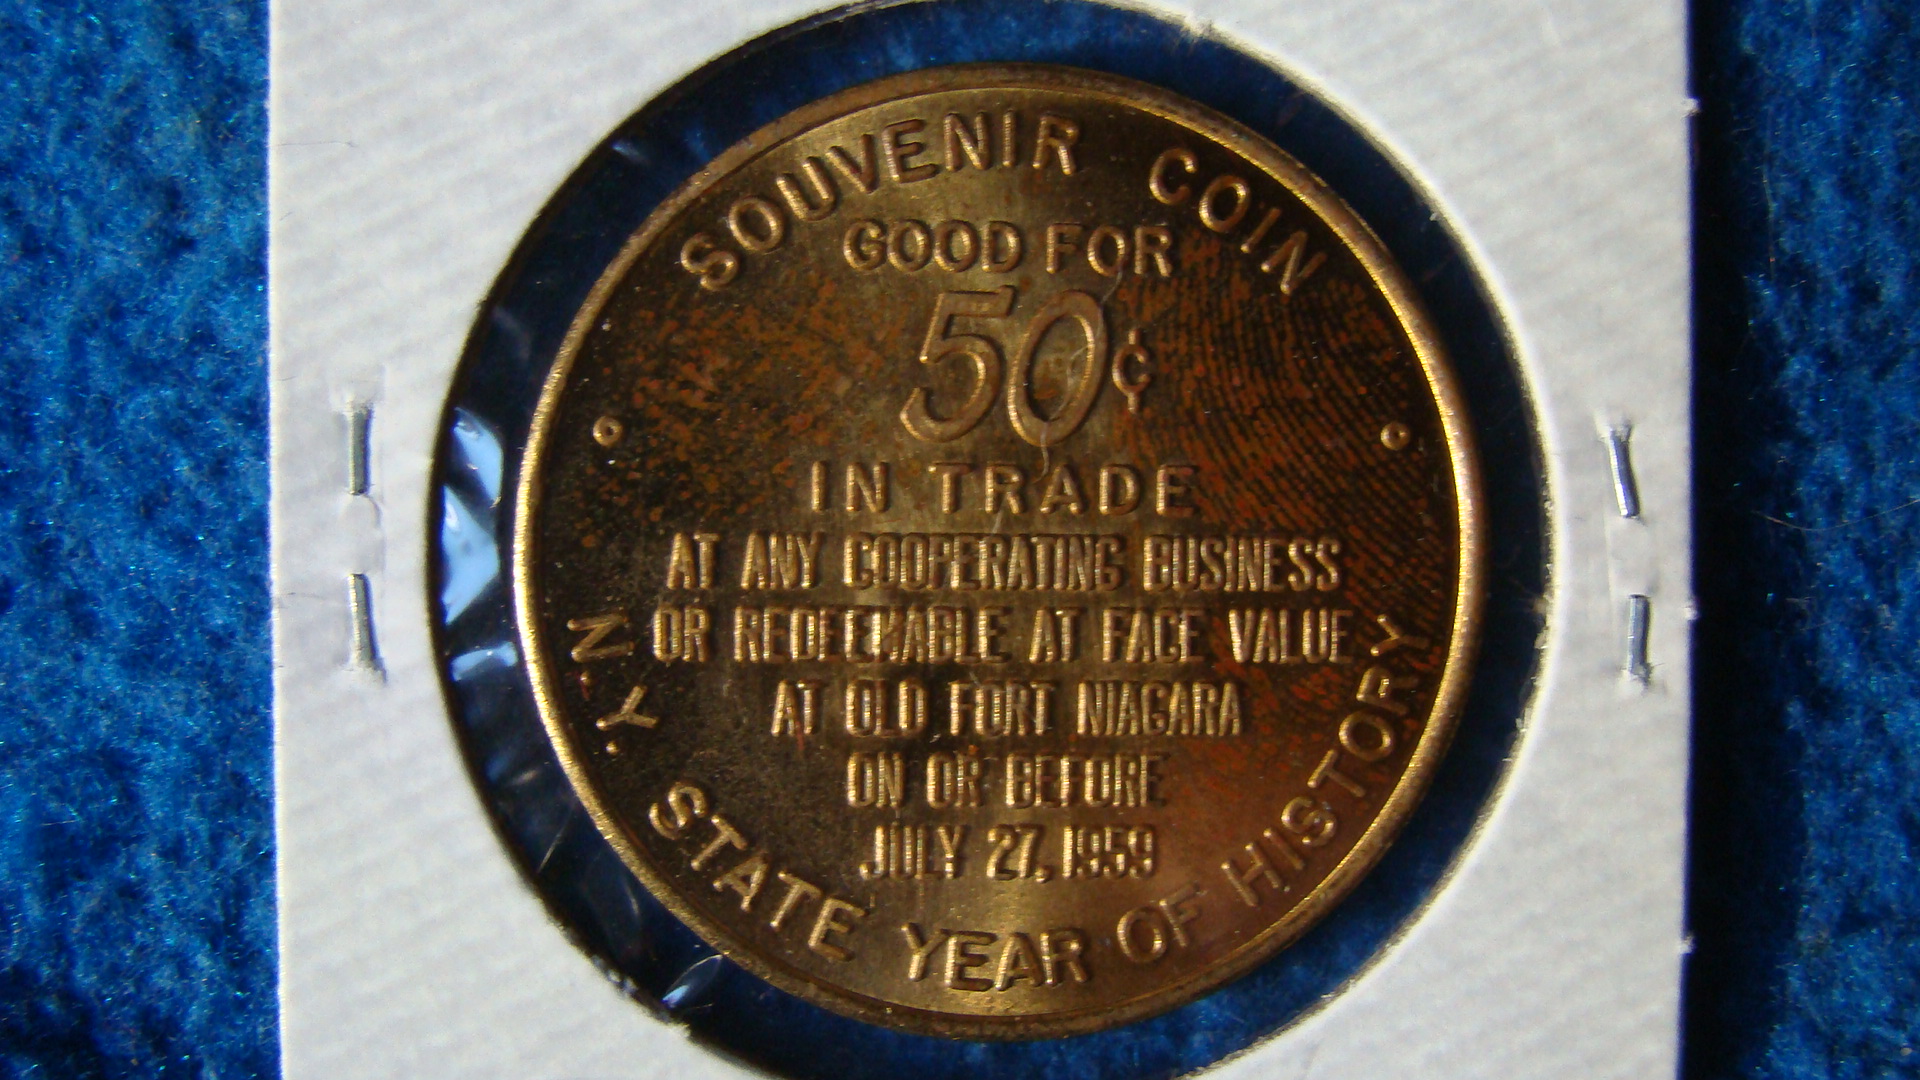 SOUVENIR COIN
GOOD FOR
50¢
IN TRADE
AT ANY COOPERATING BUSINESS
OR REDEEMABLE AT FACE VALUE
AT OLD FORT NIAGARA
ON OR BEFORE
JULY 27, 1959
N.Y. STATE YEAR OF HISTORY